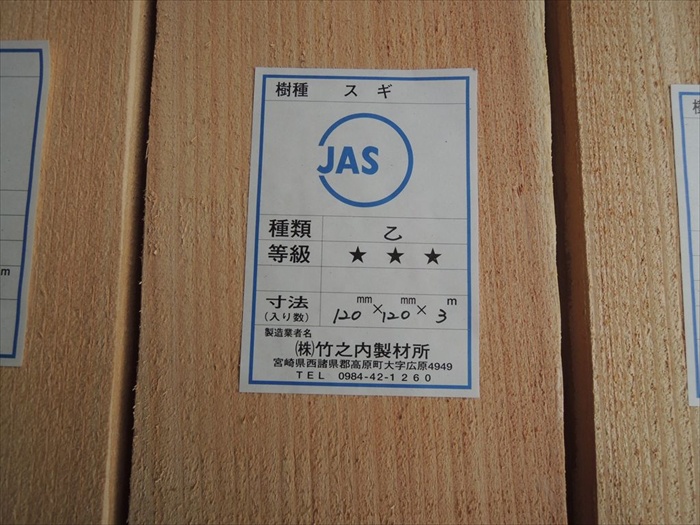 樹種 スギ
JAS
種類 乙
等級 ★★★
寸法 120mm×120mm×3m
(入り数)
製造業者名
㈱竹之内製材所
宮崎県西諸県郡高原町大字広原4949
TEL 0984-42-1260
m